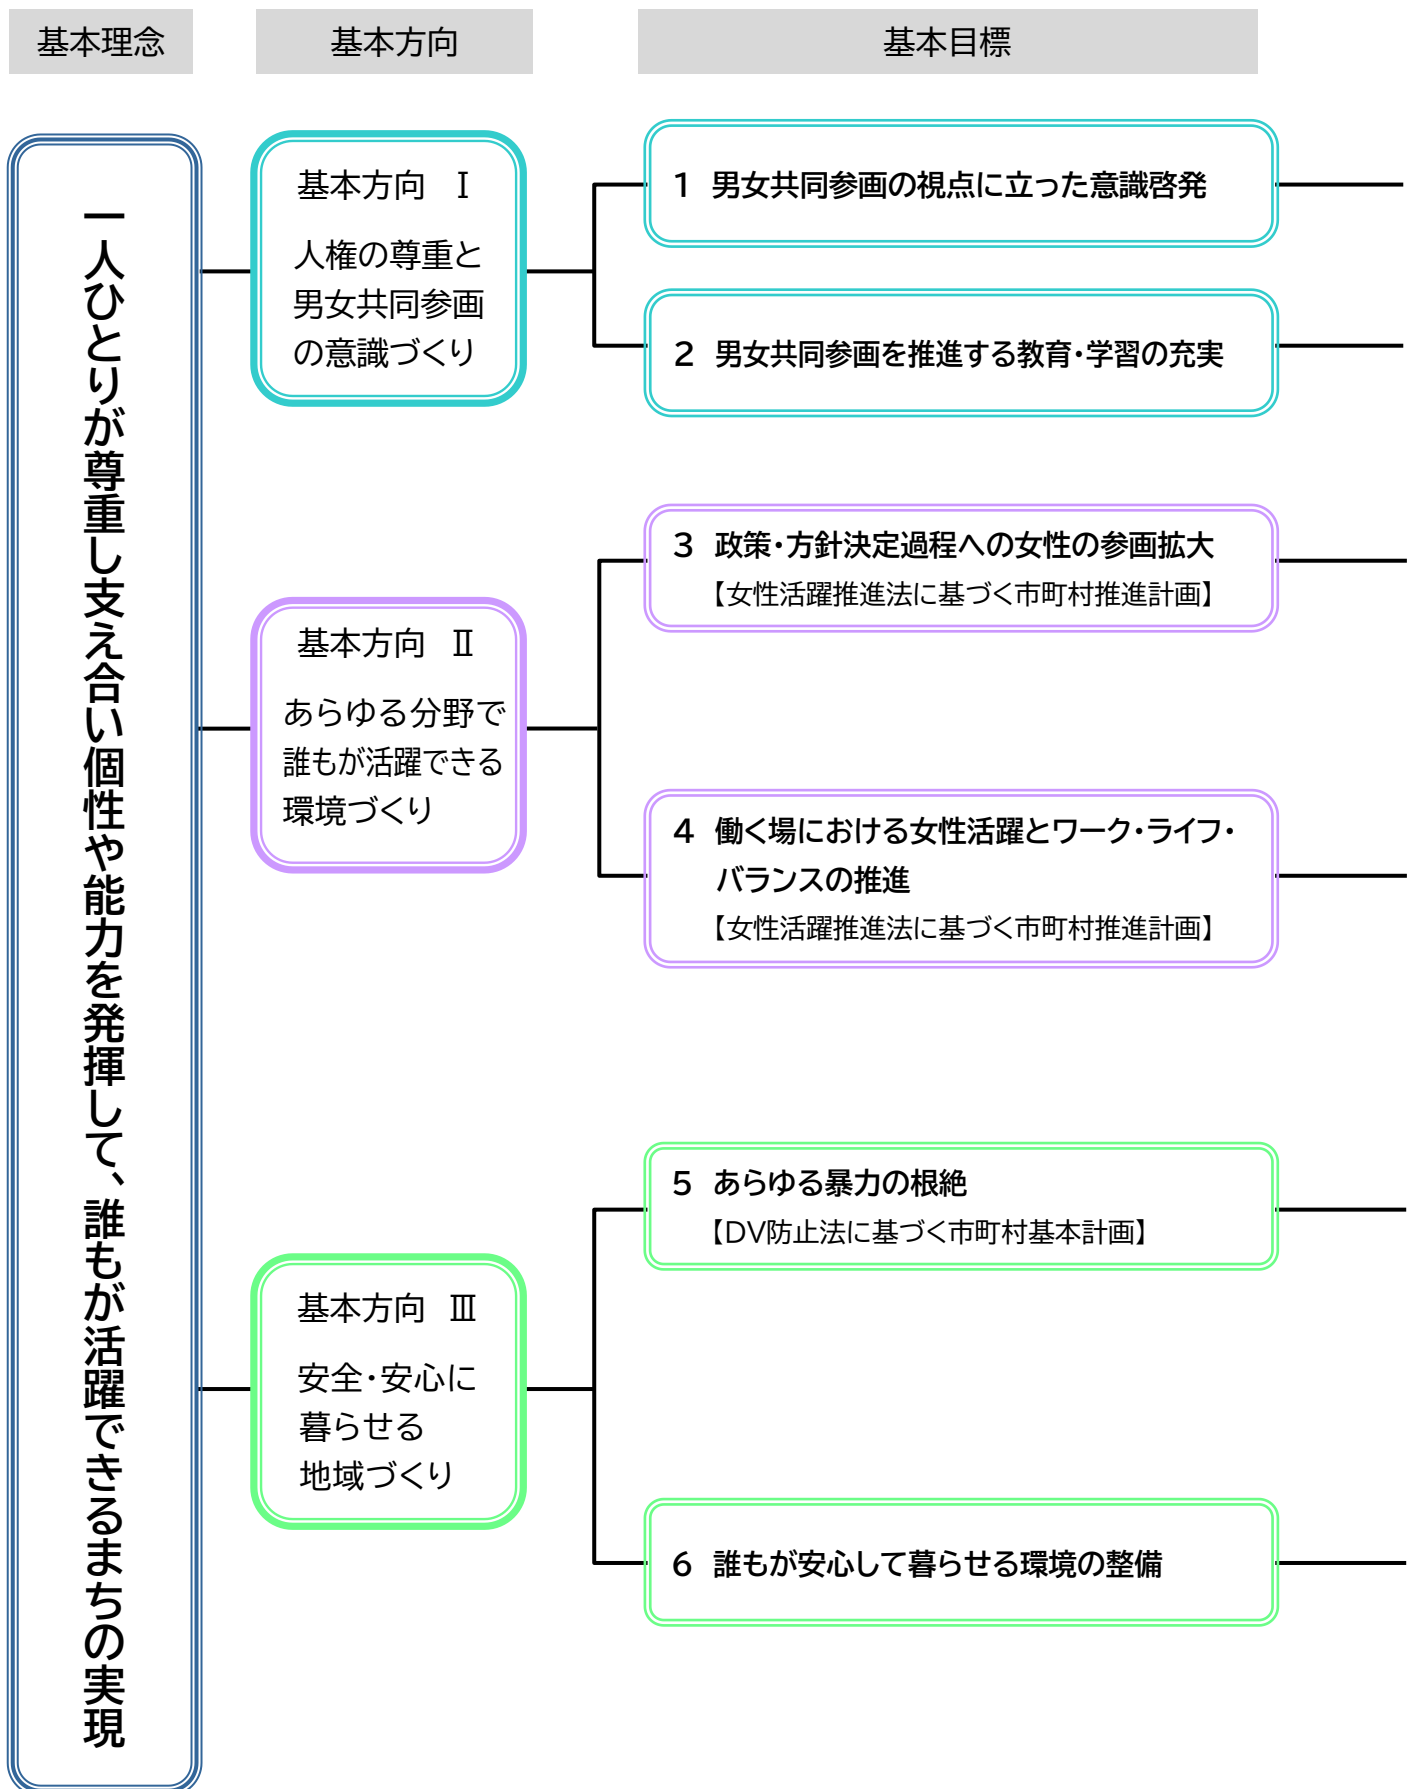 基本理念
基本方向
基本目標
一人ひとりが尊重し支え合い個性や能力を発揮して、誰もが活躍できるまちの実現
基本方向　Ⅰ
人権の尊重と
男女共同参画
の意識づくり
1　男女共同参画の視点に立った意識啓発
2　男女共同参画を推進する教育・学習の充実
基本方向　Ⅱ
あらゆる分野で
誰もが活躍できる
環境づくり
3　政策・方針決定過程への女性の参画拡大
【女性活躍推進法に基づく市町村推進計画】
4　働く場における女性活躍とワーク・ライフ・
バランスの推進
【女性活躍推進法に基づく市町村推進計画】
基本方向　Ⅲ
安全・安心に
暮らせる
地域づくり
5　あらゆる暴力の根絶
【DV防止法に基づく市町村基本計画】
6　誰もが安心して暮らせる環境の整備